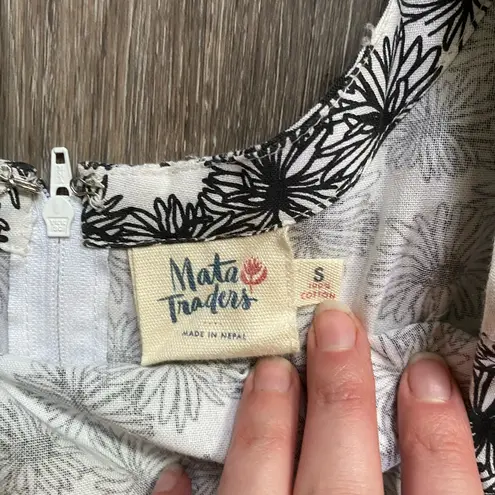 Mata
Traders
MADE IN NEPAL
S
100%
COTTON